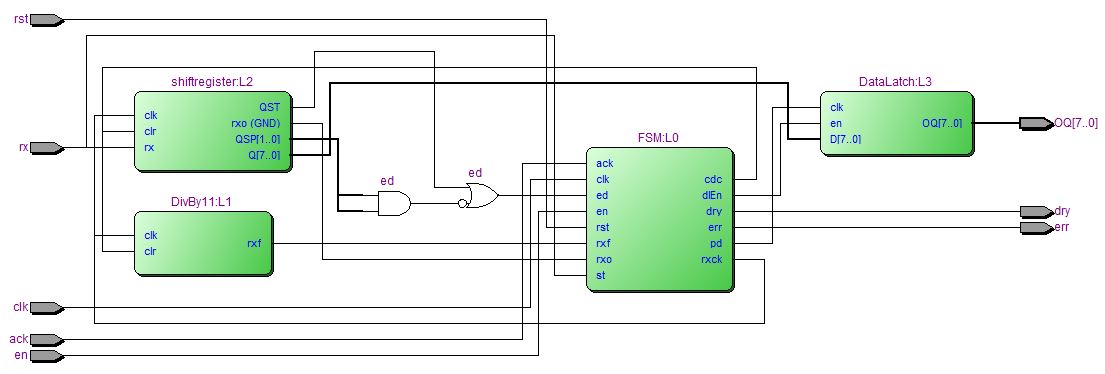 rst
shiftregister:L2
DataLatch:L3
QST
clk
clk
rxo (GND)
en
OQ[7..0]
OQ[7..0]
clr
QSP[1..0]
FSM:L0
D[7..0]
rx
rx
Q[7..0]
ack
ed
ed
clk
cdc
DivBy11:L1
ed
dlEn
en
dry
dry
clk
rst
err
err
clr
rxf
rxf
pd
rxo
rxck
st
clk
ack
en